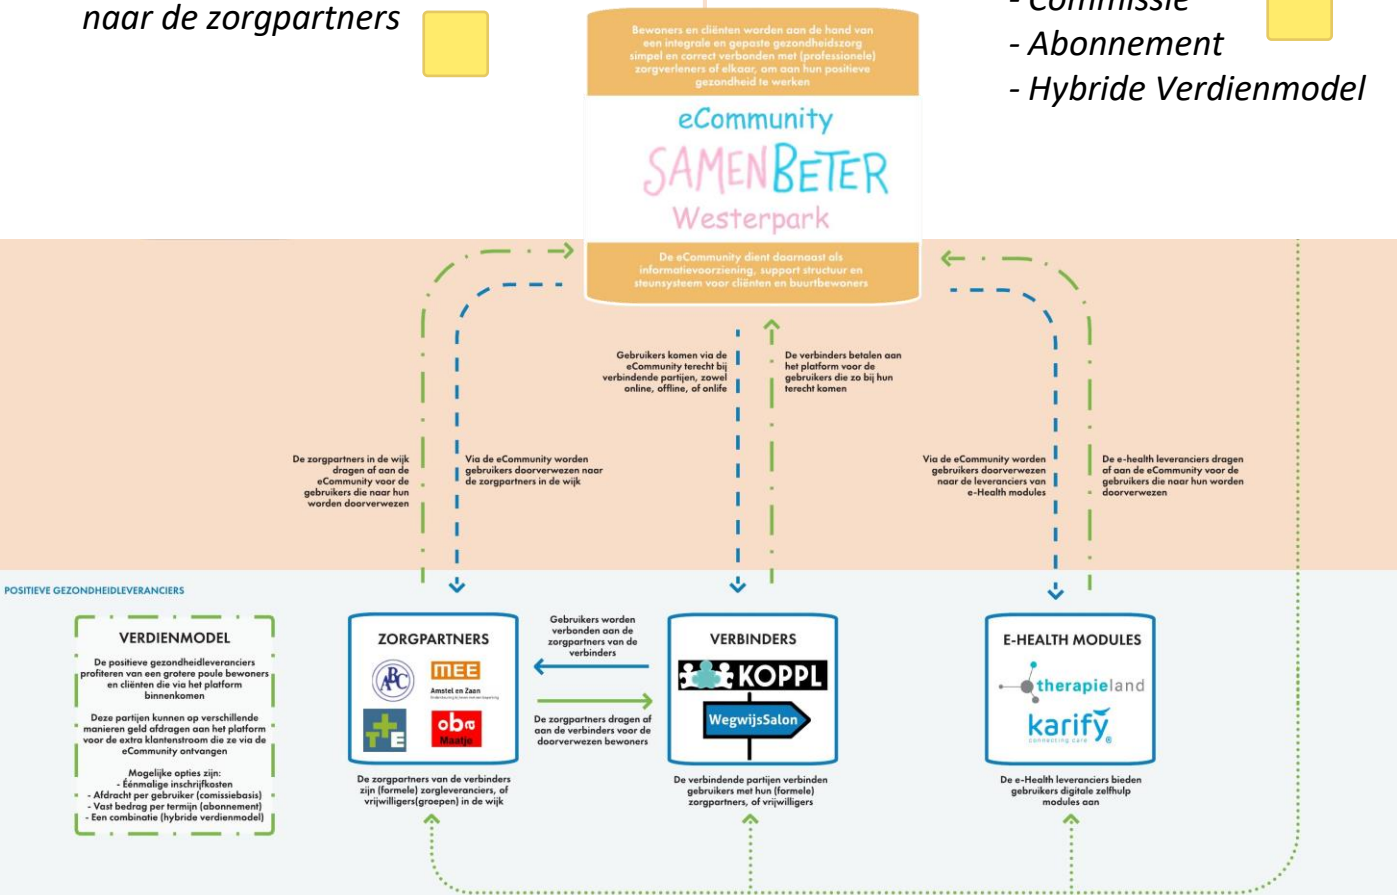 naar de zorgpartners
- Commissie
- Abonnement
- Hybride Verdienmodel
Bewoners en cliënten worden aan de hand van
een integrale en gepaste gezondheidszorg
simpel en correct verbonden met (professionele)
zorgverleners of elkaar, om aan hun positieve
gezondheid te werken
eCommunity
SAMENBETER
Westerpark
De eCommunity dient daarnaast als
informatievoorziening, support structuur en
steunsysteem voor cliënten en buurtbewoners
Gebruikers komen via de
eCommunity terecht bij
verbindende partijen, zowel
online, offline, of onlife
De verbinders betalen aan
het platform voor de
gebruikers die zo bij hun
terecht komen
De zorgpartners in de wijk
dragen af aan de
eCommunity voor de
gebruikers die naar hun
worden doorverwezen
Via de eCommunity worden
gebruikers doorverwezen naar
de zorgpartners in de wijk
Via de eCommunity worden
gebruikers doorverwezen
naar de leveranciers van
e-Health modules
De e-health leveranciers dragen
af aan de eCommunity voor de
gebruikers die naar hun worden
doorverwezen
POSITIEVE GEZONDHEIDLEVERANCIERS
VERDIENMODEL
De positieve gezondheidleveranciers
profiteren van een grotere poule bewoners
en cliënten die via het platform
binnenkomen
Deze partijen kunnen op verschillende
manieren geld afdragen aan het platform
voor de extra klantenstroom die ze via de
eCommunity ontvangen
Mogelijke opties zijn:
- Éénmalige inschrijfkosten
- Afdracht per gebruiker (comissiebasis)
- Vast bedrag per termijn (abonnement)
- Een combinatie (hybride verdienmodel)
ZORGPARTNERS
ABC
MEE
Amstel en Zaan
TE
oba
Maatje
De zorgpartners van de verbinders
zijn (formele) zorgleveranciers, of
vrijwilligers(groepen) in de wijk
Gebruikers worden
verbonden aan de
zorgpartners van de
verbinders
De zorgpartners dragen af
aan de verbinders voor de
doorverwezen bewoners
VERBINDERS
KOPPL
WegwijsSalon
De verbindende partijen verbinden
gebruikers met hun (formele)
zorgpartners, of vrijwilligers
E-HEALTH MODULES
therapieland
karify
connecting care
De e-Health leveranciers bieden
gebruikers digitale zelfhulp
modules aan